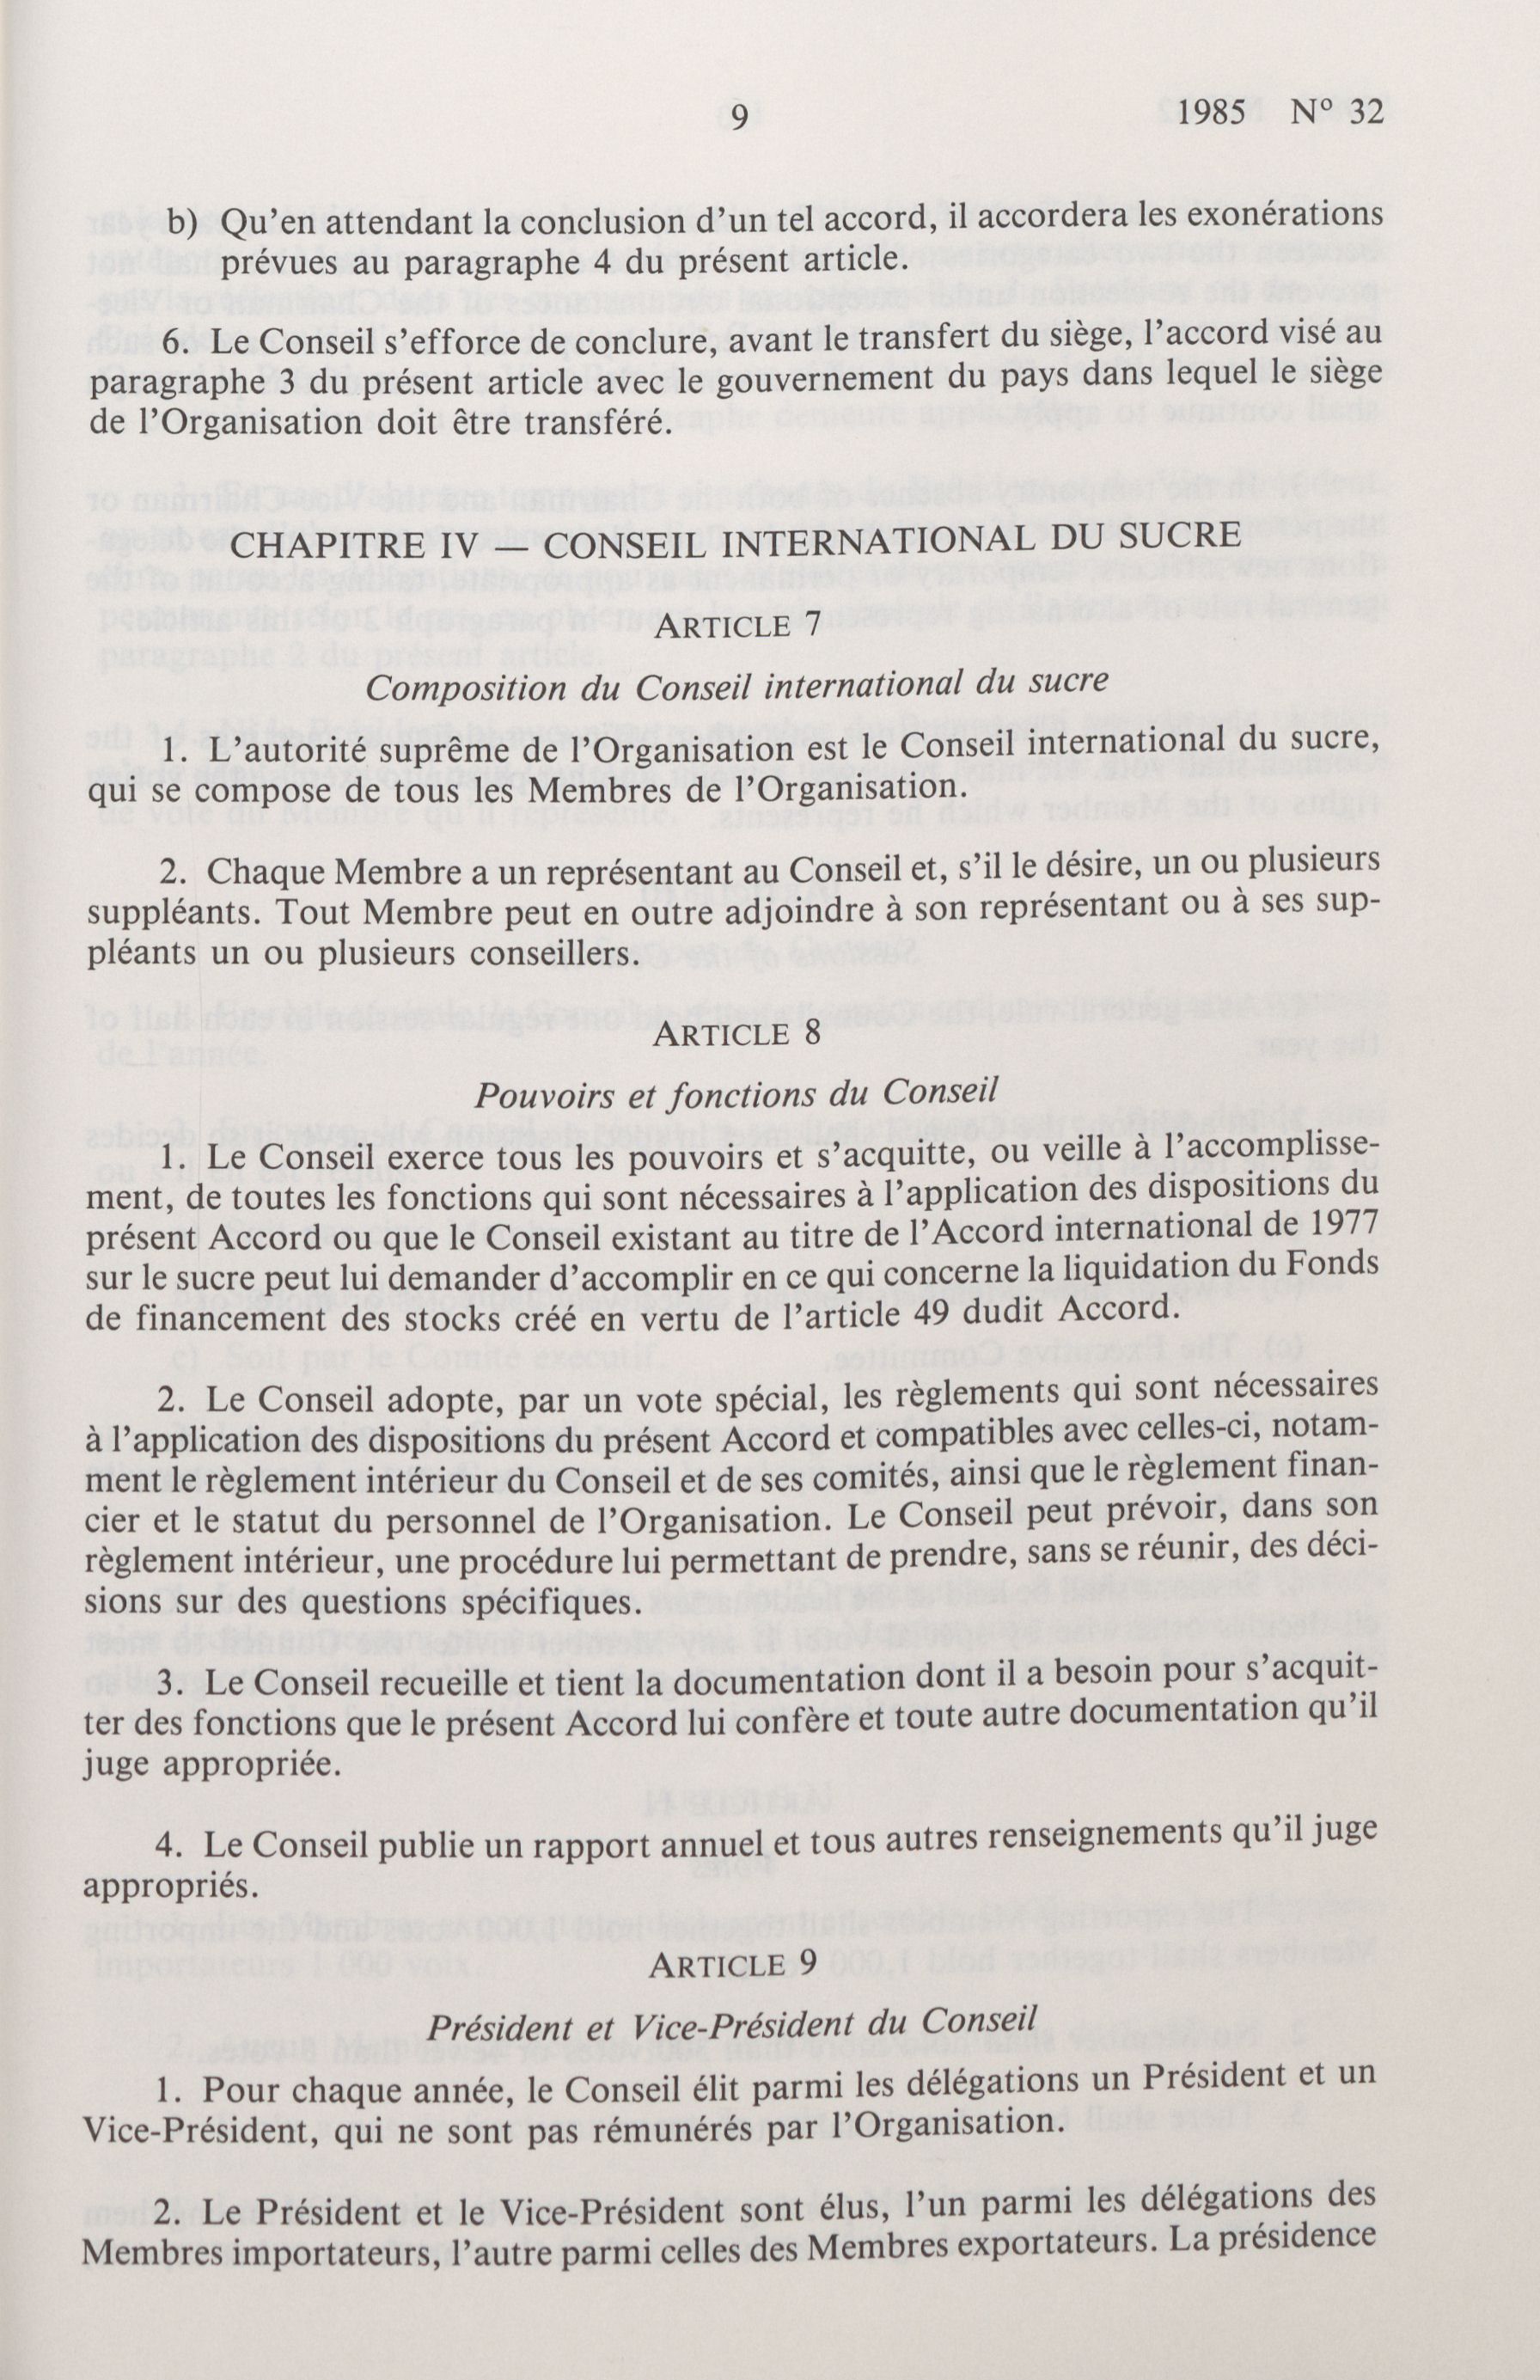 9
1985 Nº 32
b) Qu'en attendant la conclusion d'un tel accord, il accordera les exonérations
prévues au paragraphe 4 du présent article.
6. Le Conseil s'efforce de conclure, avant le transfert du siège, l'accord visé au
paragraphe 3 du présent article avec le gouvernement du pays dans lequel le siège
de l'Organisation doit être transféré.
CHAPITRE IV — CONSEIL INTERNATIONAL DU SUCRE
ARTICLE 7
Composition du Conseil international du sucre
1. L'autorité suprême de l'Organisation est le Conseil international du sucre,
qui se compose de tous les Membres de l'Organisation.
2. Chaque Membre a un représentant au Conseil et, s'il le désire, un ou plusieurs
suppléants. Tout Membre peut en outre adjoindre à son représentant ou à ses sup-
pléants un ou plusieurs conseillers.
ARTICLE 8
Pouvoirs et fonctions du Conseil
1. Le Conseil exerce tous les pouvoirs et s'acquitte, ou veille à l'accomplisse-
ment, de toutes les fonctions qui sont nécessaires à l'application des dispositions du
présent Accord ou que le Conseil existant au titre de l'Accord international de 1977
sur le sucre peut lui demander d'accomplir en ce qui concerne la liquidation du Fonds
de financement des stocks créé en vertu de l'article 49 dudit Accord.
2. Le Conseil adopte, par un vote spécial, les règlements qui sont nécessaires
à l'application des dispositions du présent Accord et compatibles avec celles-ci, notam-
ment le règlement intérieur du Conseil et de ses comités, ainsi que le règlement finan-
cier et le statut du personnel de l'Organisation. Le Conseil peut prévoir, dans son
règlement intérieur, une procédure lui permettant de prendre, sans se réunir, des déci-
sions sur des questions spécifiques.
3. Le Conseil recueille et tient la documentation dont il a besoin pour s'acquit-
ter des fonctions que le présent Accord lui confère et toute autre documentation qu'il
juge appropriée.
4. Le Conseil publie un rapport annuel et tous autres renseignements qu'il juge
appropriés.
ARTICLE 9
Président et Vice-Président du Conseil
1. Pour chaque année, le Conseil élit parmi les délégations un Président et un
Vice-Président, qui ne sont pas rémunérés par l'Organisation.
2. Le Président et le Vice-Président sont élus, l'un parmi les délégations des
Membres importateurs, l'autre parmi celles des Membres exportateurs. La présidence